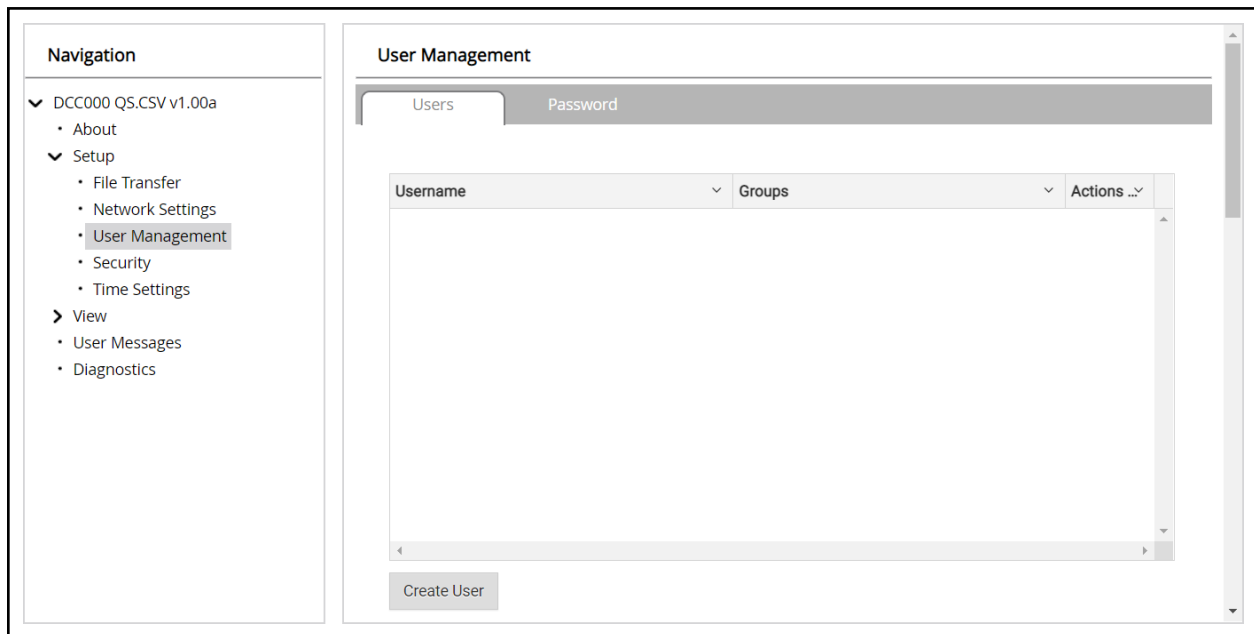 Navigation
DCC000 QS.CSV v1.00a
About
Setup
File Transfer
Network Settings
User Management
Security
Time Settings
View
User Messages
Diagnostics
User Management
Users Password
Username Groups Actions ...
Create User